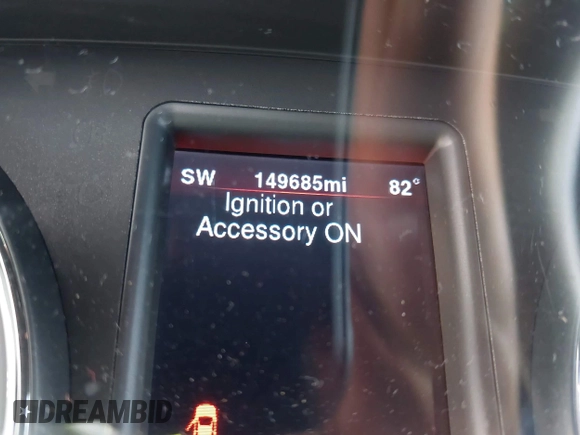 SW 149685mi 82°
Ignition or
Accessory ON
DREAMBID